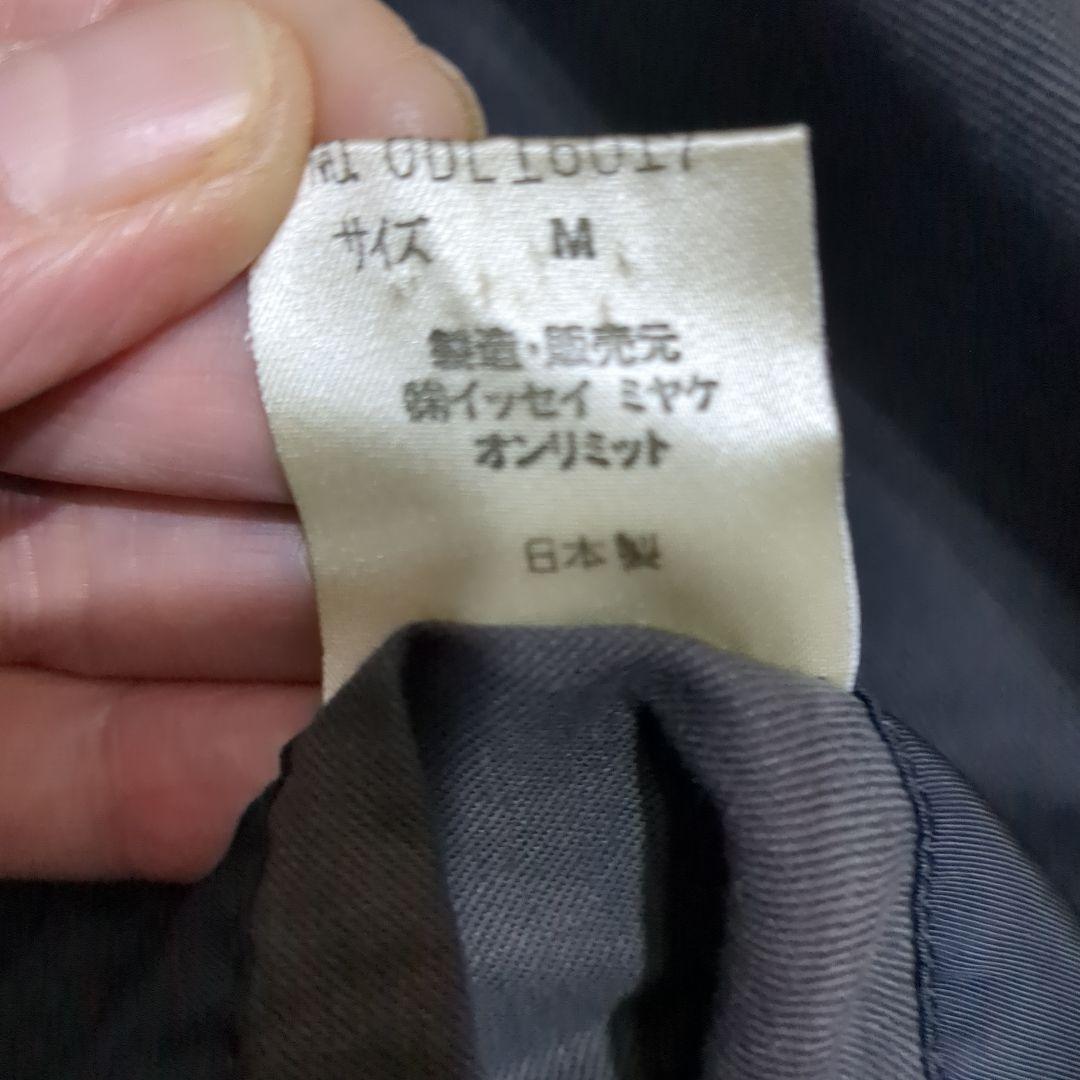 サイズ M
製造・販売元
㈱イッセイ ミヤケ
オンリミット
日本製